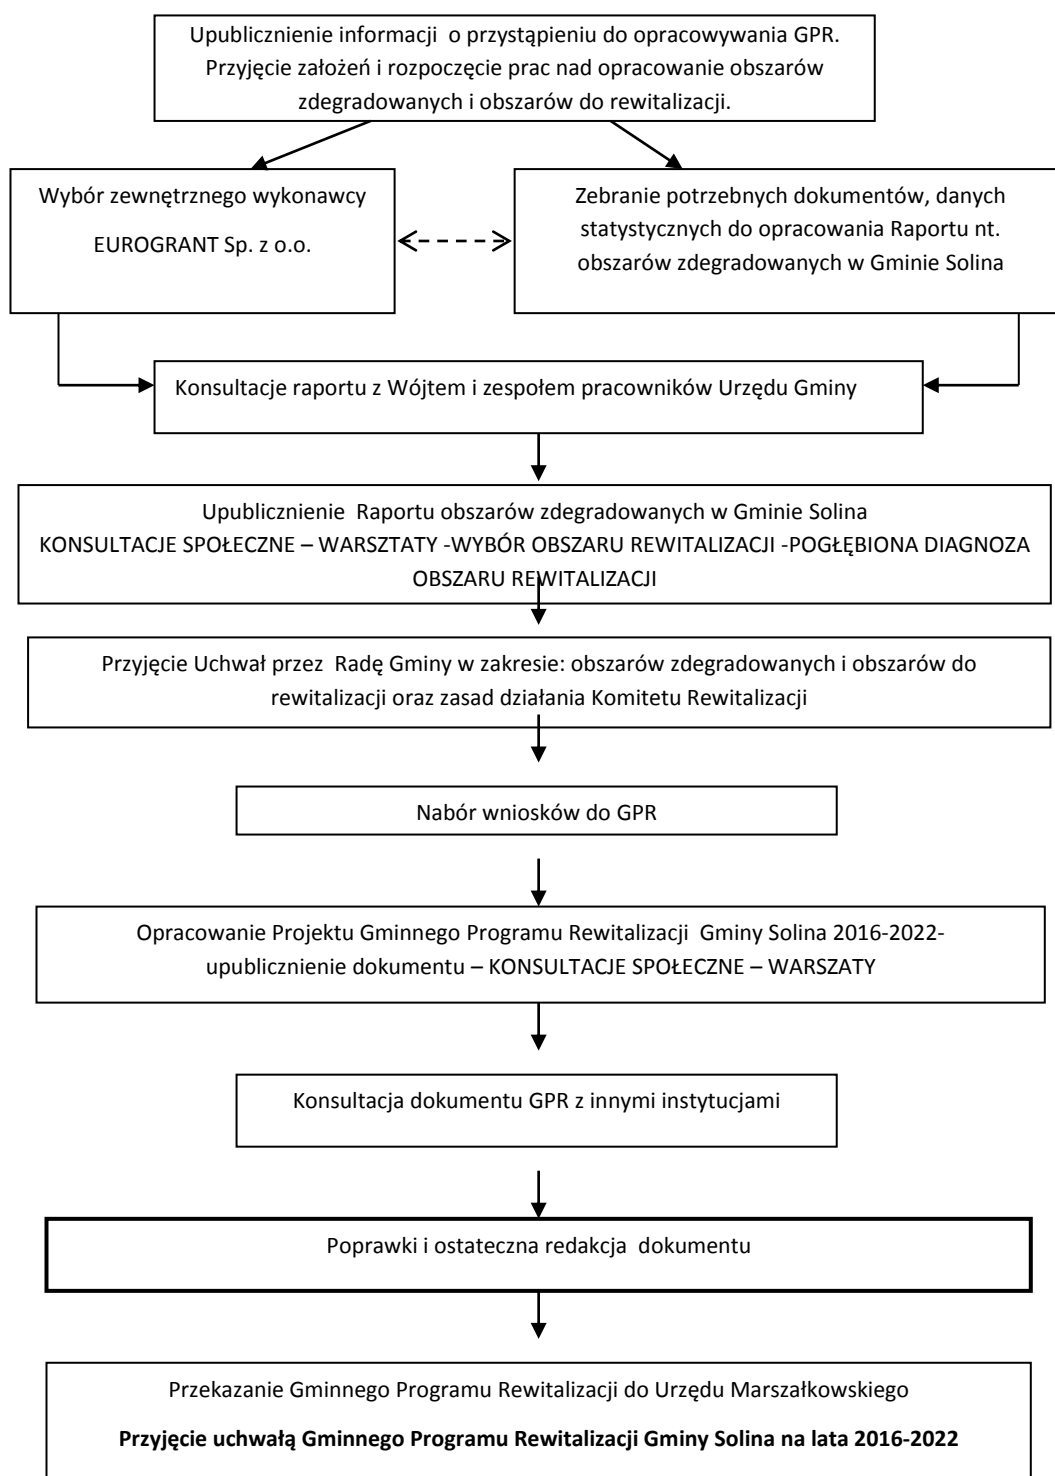 Upublicznienie informacji o przystąpieniu do opracowywania GPR.
Przyjęcie założeń i rozpoczęcie prac nad opracowanie obszarów
zdegradowanych i obszarów do rewitalizacji.
Wybór zewnętrznego wykonawcy
EUROGRANT Sp. z o.o.
Zebranie potrzebnych dokumentów, danych
statystycznych do opracowania Raportu nt.
obszarów zdegradowanych w Gminie Solina
Konsultacje raportu z Wójtem i zespołem pracowników Urzędu Gminy
Upublicznienie Raportu obszarów zdegradowanych w Gminie Solina
KONSULTACJE SPOŁECZNE – WARSZTATY -WYBÓR OBSZARU REWITALIZACJI -POGŁĘBIONA DIAGNOZA
OBSZARU REWITALIZACJI
Przyjęcie Uchwał przez Radę Gminy w zakresie: obszarów zdegradowanych i obszarów do
rewitalizacji oraz zasad działania Komitetu Rewitalizacji
Nabór wniosków do GPR
Opracowanie Projektu Gminnego Programu Rewitalizacji Gminy Solina 2016-2022-
upublicznienie dokumentu – KONSULTACJE SPOŁECZNE – WARSZATY
Konsultacja dokumentu GPR z innymi instytucjami
Poprawki i ostateczna redakcja dokumentu
Przekazanie Gminnego Programu Rewitalizacji do Urzędu Marszałkowskiego
Przyjęcie uchwałą Gminnego Programu Rewitalizacji Gminy Solina na lata 2016-2022